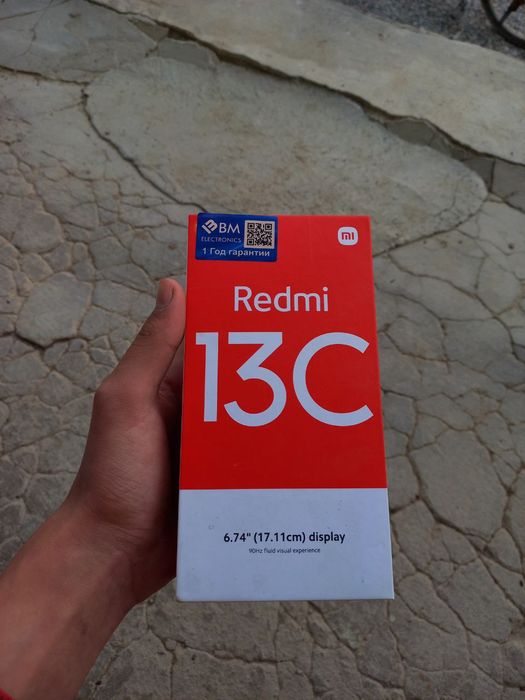 BM
ELECTRONICS
1 Год гарантии
mi
Redmi
13C
6.74" (17.11cm) display
90Hz fluid visual experience